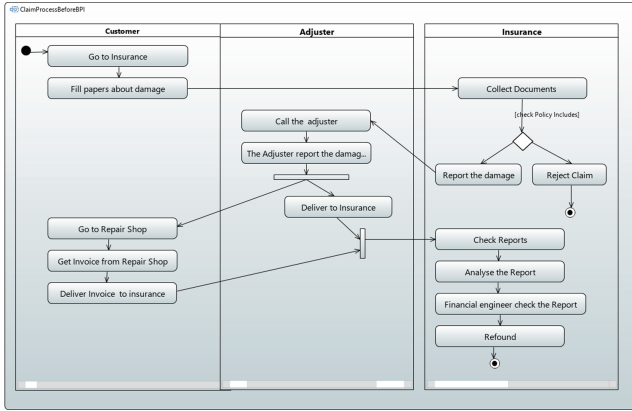 ClaimProcessBeforeBPI
Customer
Adjuster
Insurance
Go to Insurance
Fill papers about damage
Collect Documents
[check Policy Includes]
Call the adjuster
The Adjuster report the damag...
Report the damage
Reject Claim
Deliver to Insurance
Go to Repair Shop
Get Invoice from Repair Shop
Deliver Invoice to insurance
Check Reports
Analyse the Report
Financial engineer check the Report
Refound